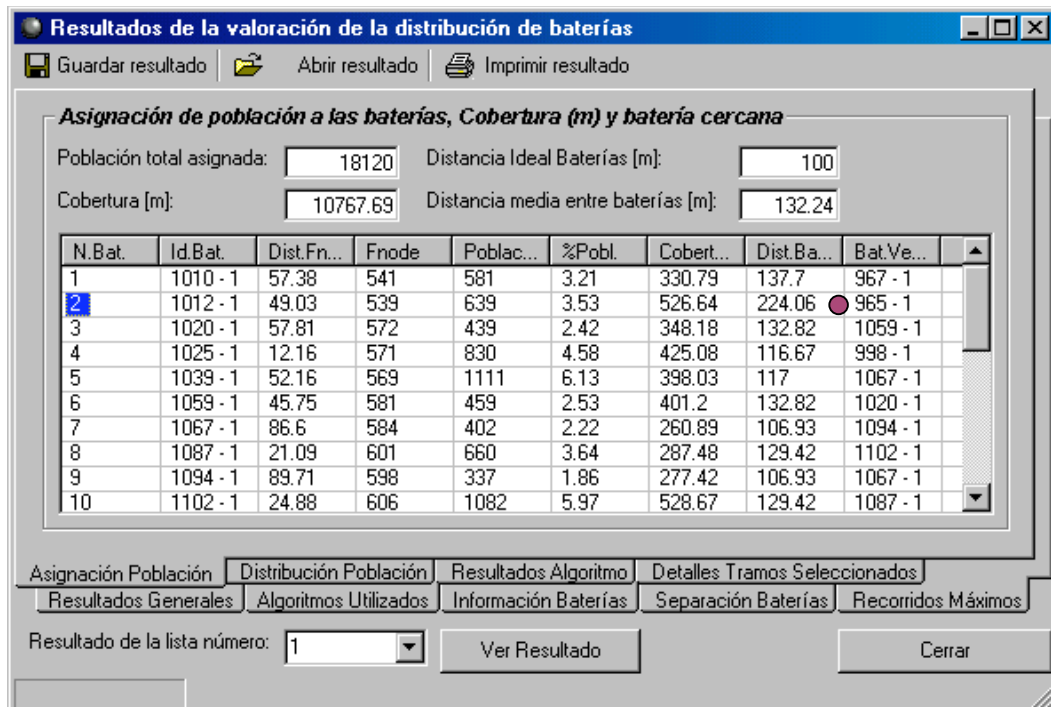 Resultados de la valoración de la distribución de baterías
Guardar resultado Abrir resultado Imprimir resultado
Asignación de población a las baterías, Cobertura (m) y batería cercana
Población total asignada: 18120 Distancia Ideal Baterías [m]: 100
Cobertura [m]: 10767.69 Distancia media entre baterías [m]: 132.24
N.Bat. Id.Bat. Dist.Fn... Fnode Poblac... %Pobl. Cobert... Dist.Ba... Bat.Ve...
1 1010 - 1 57.38 541 581 3.21 330.79 137.7 967 - 1
2 1012 - 1 49.03 539 639 3.53 526.64 224.06 965 - 1
3 1020 - 1 57.81 572 439 2.42 348.18 132.82 1059 - 1
4 1025 - 1 12.16 571 830 4.58 425.08 116.67 998 - 1
5 1039 - 1 52.16 569 1111 6.13 398.03 117 1067 - 1
6 1059 - 1 45.75 581 459 2.53 401.2 132.82 1020 - 1
7 1067 - 1 86.6 584 402 2.22 260.89 106.93 1094 - 1
8 1087 - 1 21.09 601 660 3.64 287.48 129.42 1102 - 1
9 1094 - 1 89.71 598 337 1.86 277.42 106.93 1067 - 1
10 1102 - 1 24.88 606 1082 5.97 528.67 129.42 1087 - 1
Asignación Población Distribución Población Resultados Algoritmo Detalles Tramos Seleccionados
Resultados Generales Algoritmos Utilizados Información Baterías Separación Baterías Recorridos Máximos
Resultado de la lista número: 1 Ver Resultado Cerrar